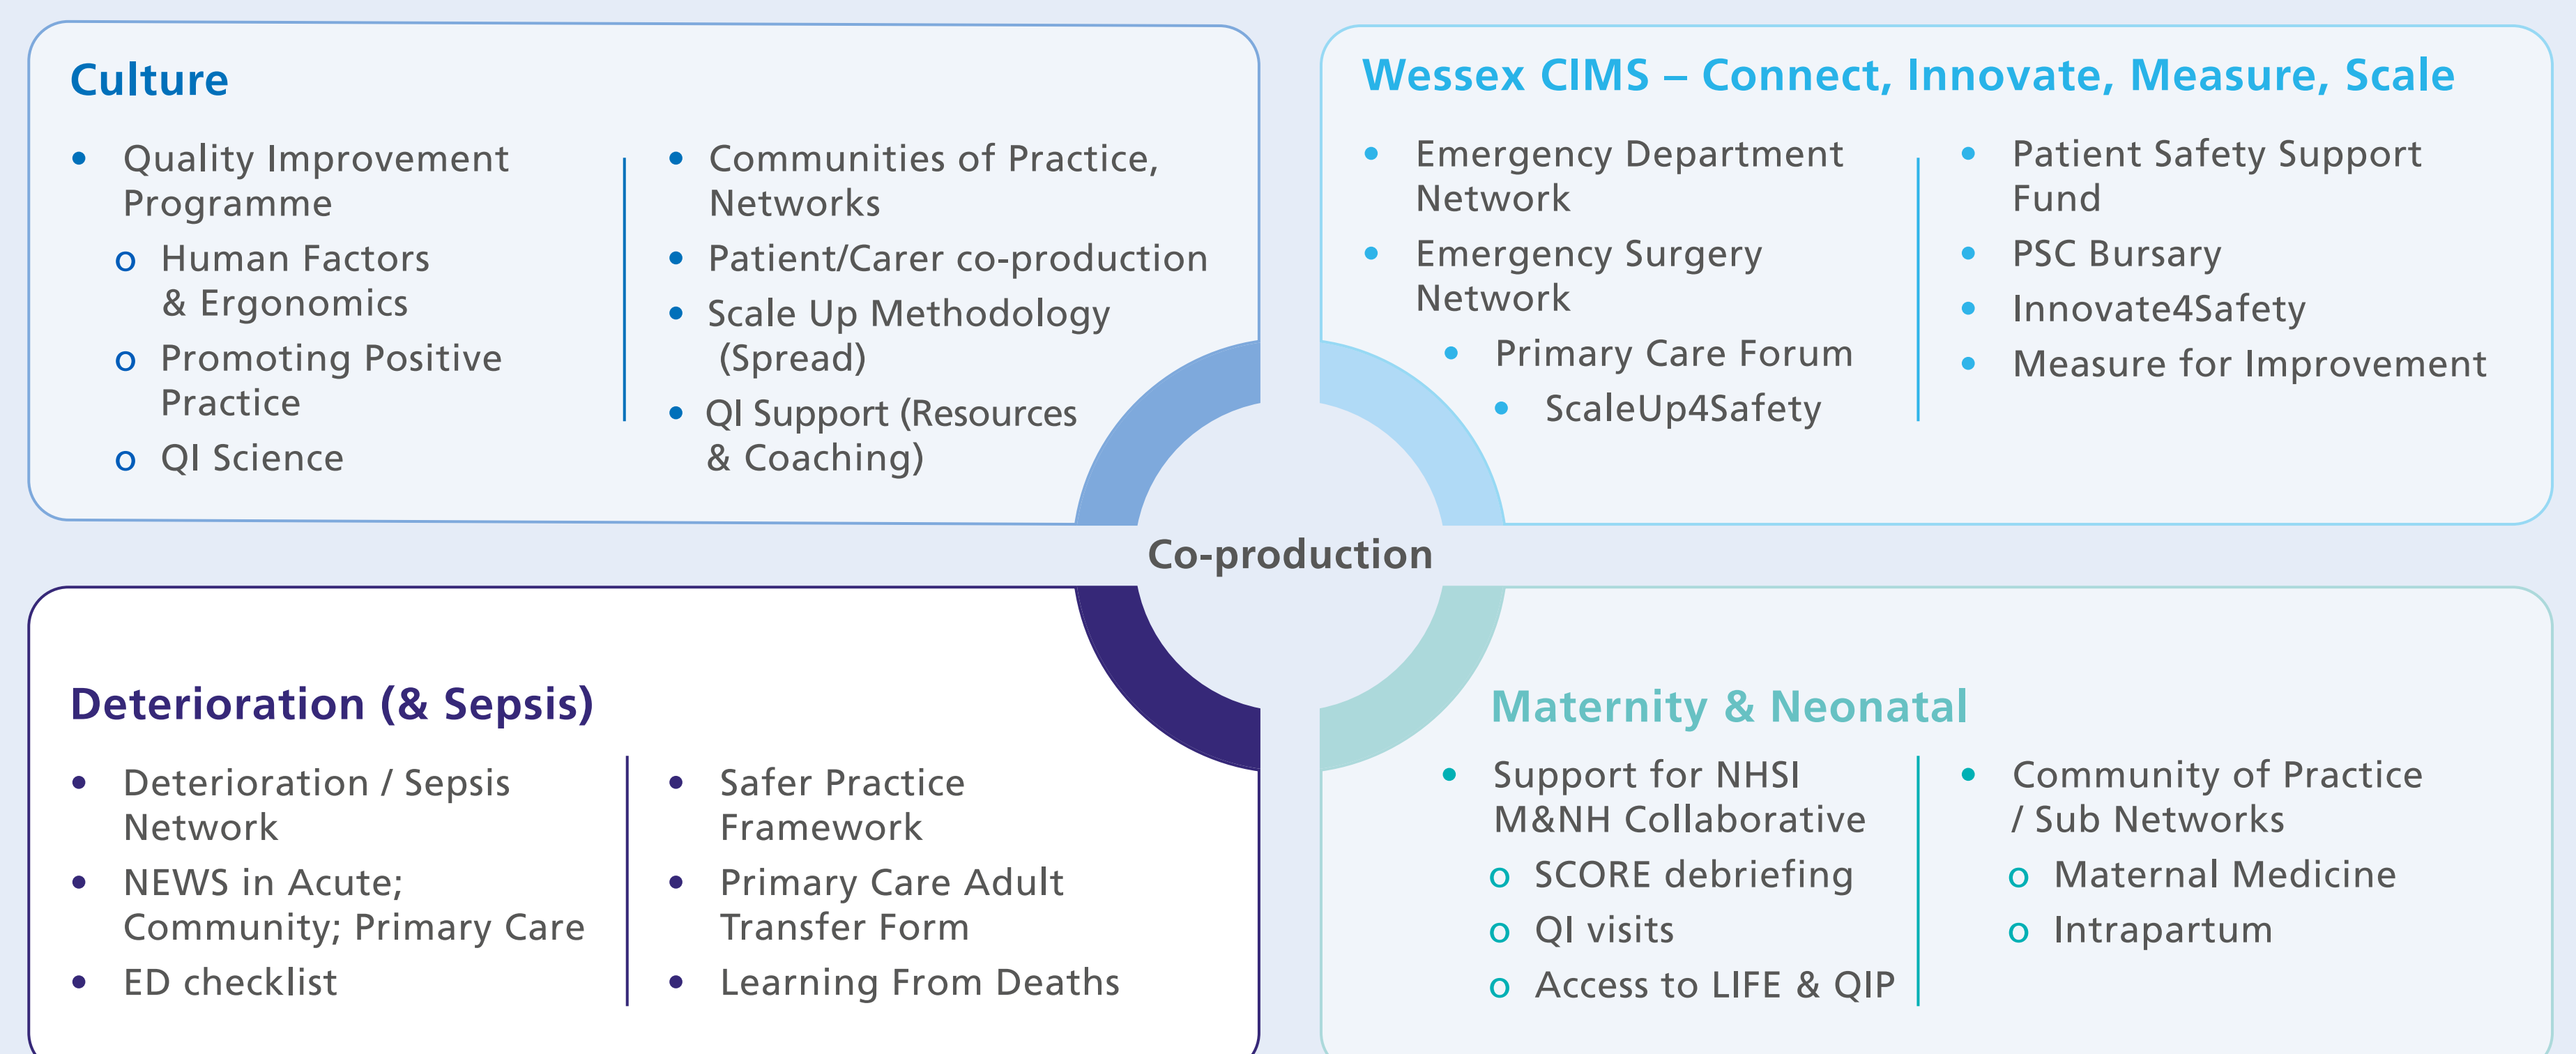 Culture
• Quality Improvement
Programme
o Human Factors
& Ergonomics
o Promoting Positive
Practice
o QI Science
• Communities of Practice,
Networks
• Patient/Carer co-production
• Scale Up Methodology
(Spread)
• QI Support (Resources
& Coaching)
Wessex CIMS – Connect, Innovate, Measure, Scale
• Emergency Department
Network
• Emergency Surgery
Network
• Primary Care Forum
• ScaleUp4Safety
• Patient Safety Support
Fund
• PSC Bursary
• Innovate4Safety
• Measure for Improvement
Co-production
Deterioration (& Sepsis)
• Deterioration / Sepsis
Network
• NEWS in Acute;
Community; Primary Care
• ED checklist
• Safer Practice
Framework
• Primary Care Adult
Transfer Form
• Learning From Deaths
Maternity & Neonatal
• Support for NHSI
M&NH Collaborative
o SCORE debriefing
o QI visits
o Access to LIFE & QIP
• Community of Practice
/ Sub Networks
o Maternal Medicine
o Intrapartum